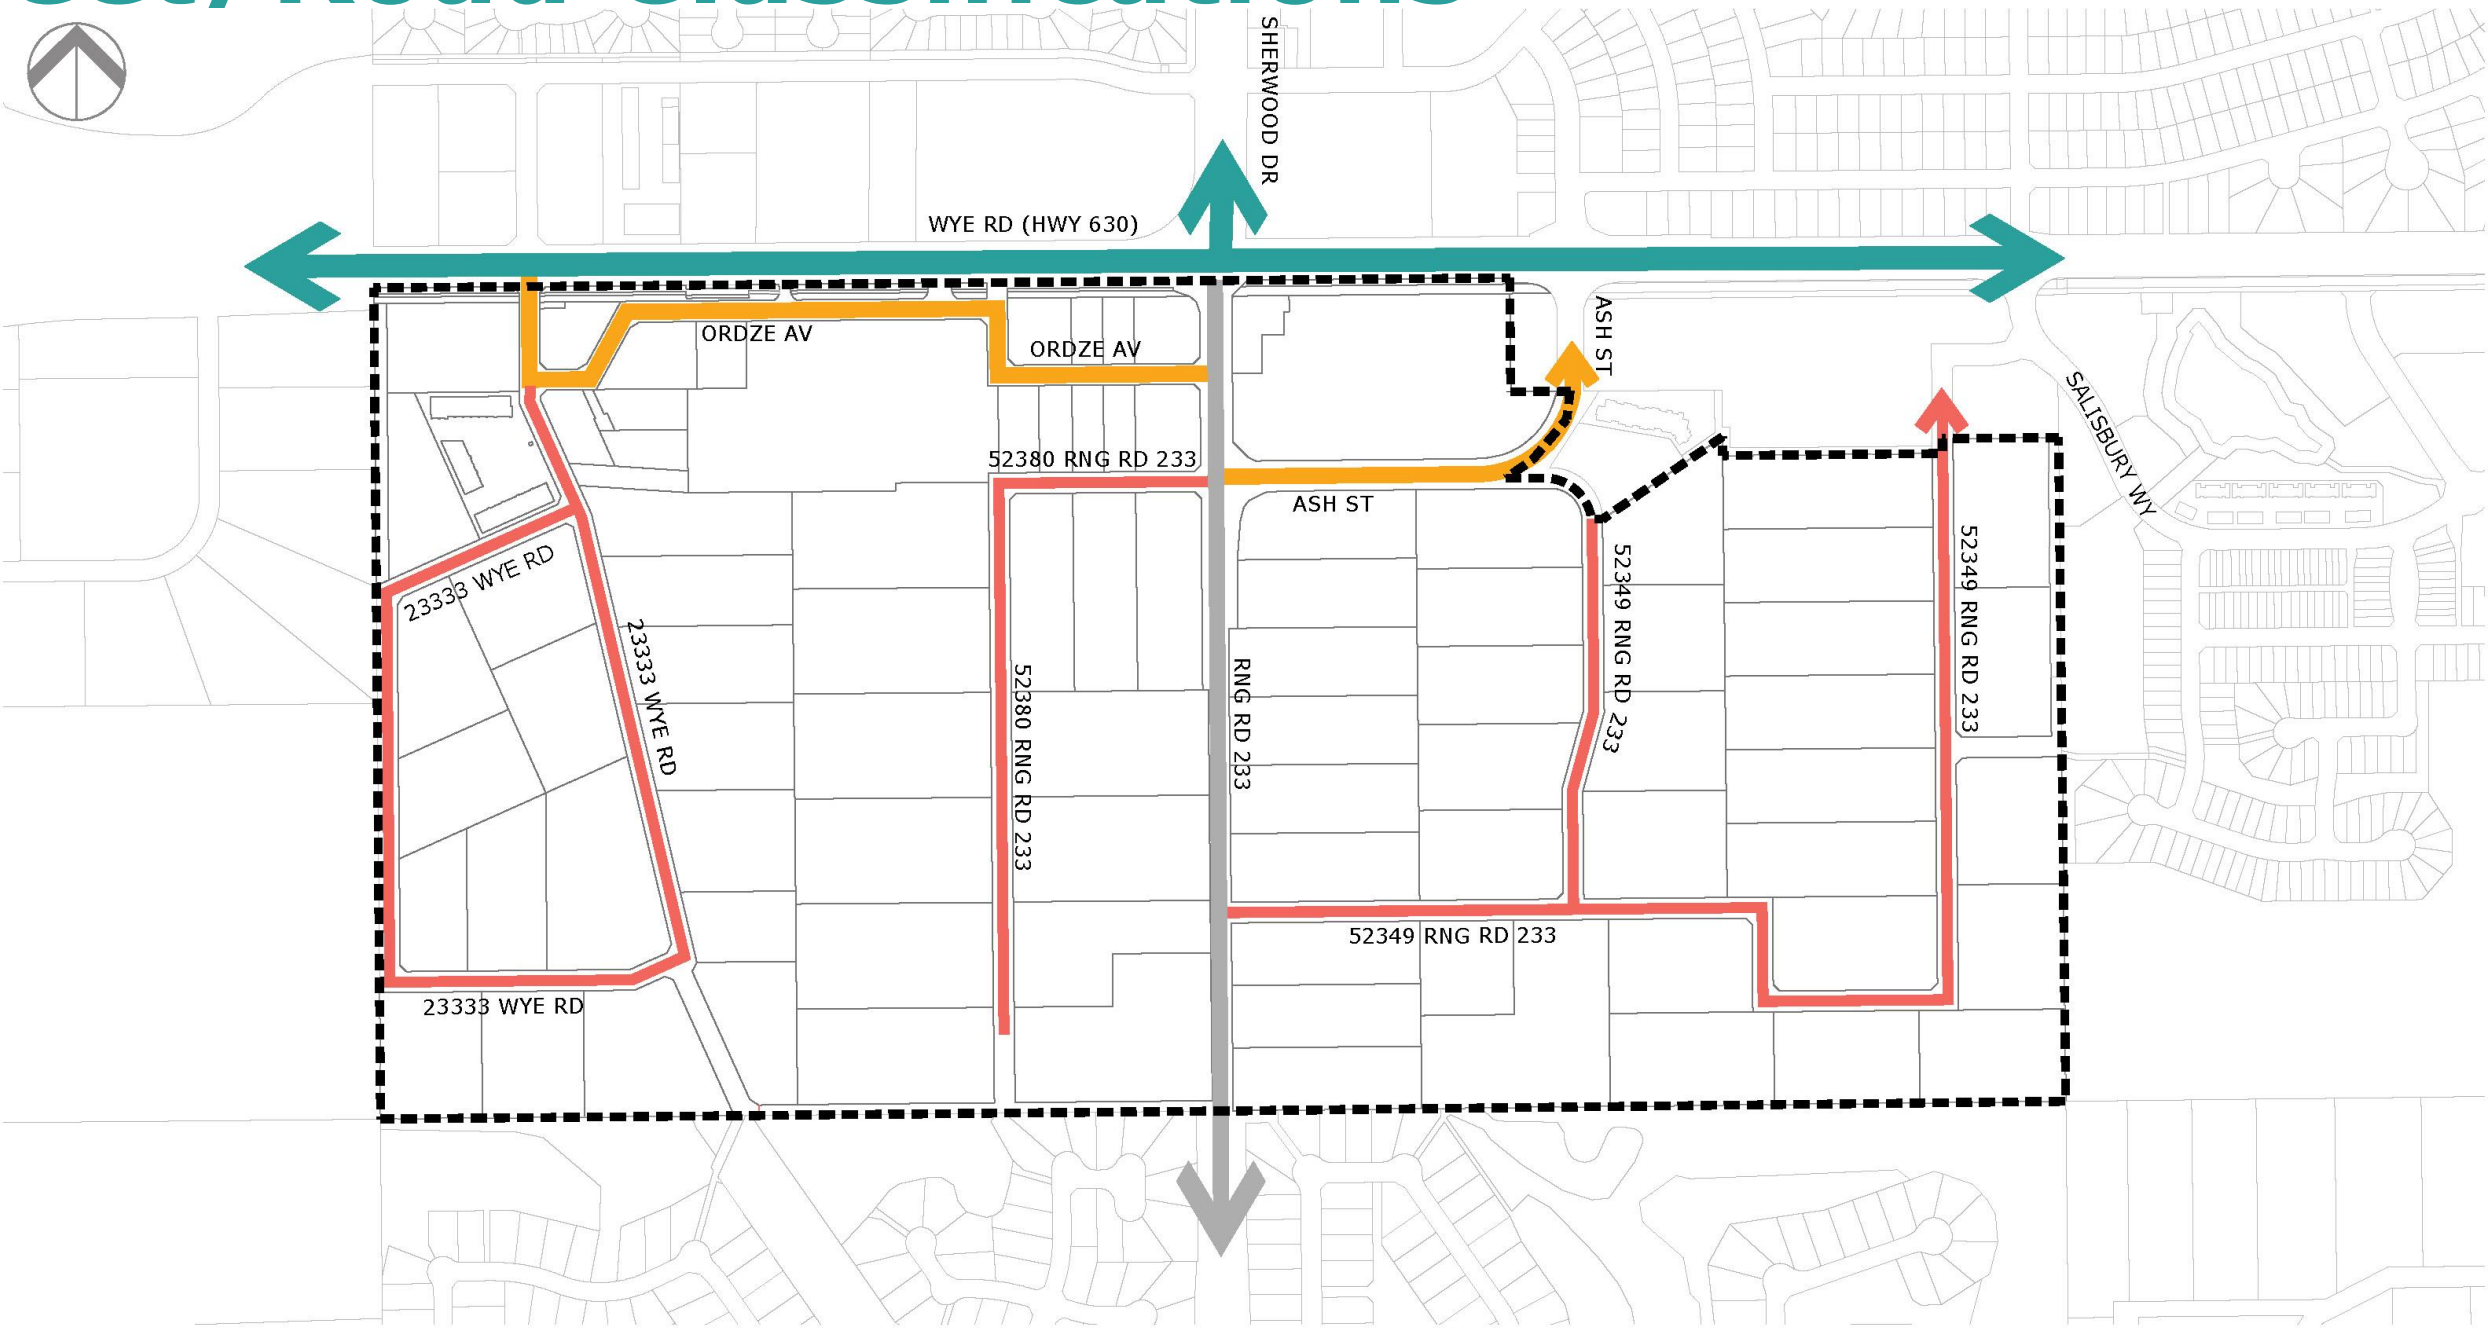 SHERWOOD DR
WYE RD (HWY 630)
ORDZE AV
ORDZE AV
ASH ST
SALISBURY WY
52380 RNG RD 233
ASH ST
23333 WYE RD
23333 WYE RD
52380 RNG RD 233
RNG RD 233
52349 RNG RD 233
52349 RNG RD 233
52349 RNG RD 233
23333 WYE RD